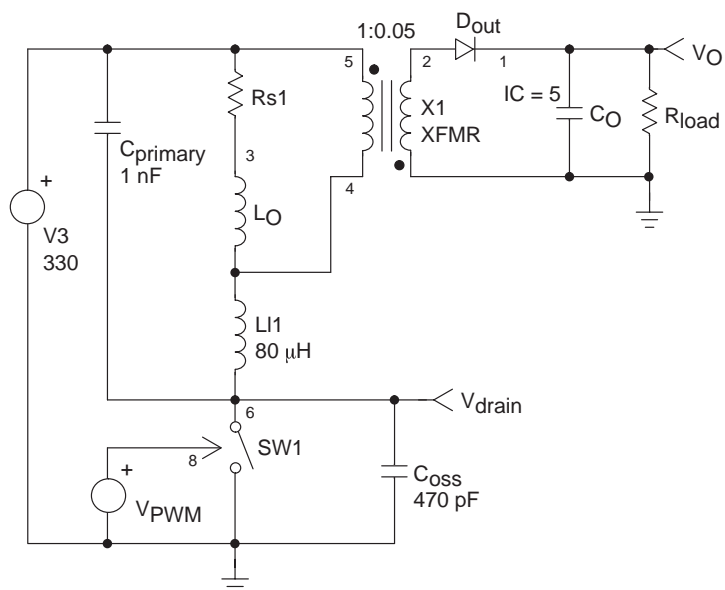 1:0.05
Dout
5
2
1
VO
Rs1
X1
XFMR
IC = 5
CO
Rload
Cprimary
1 nF
3
4
+
V3
330
LO
Ll1
80 μH
6
Vdrain
8
SW1
+
VPWM
Coss
470 pF